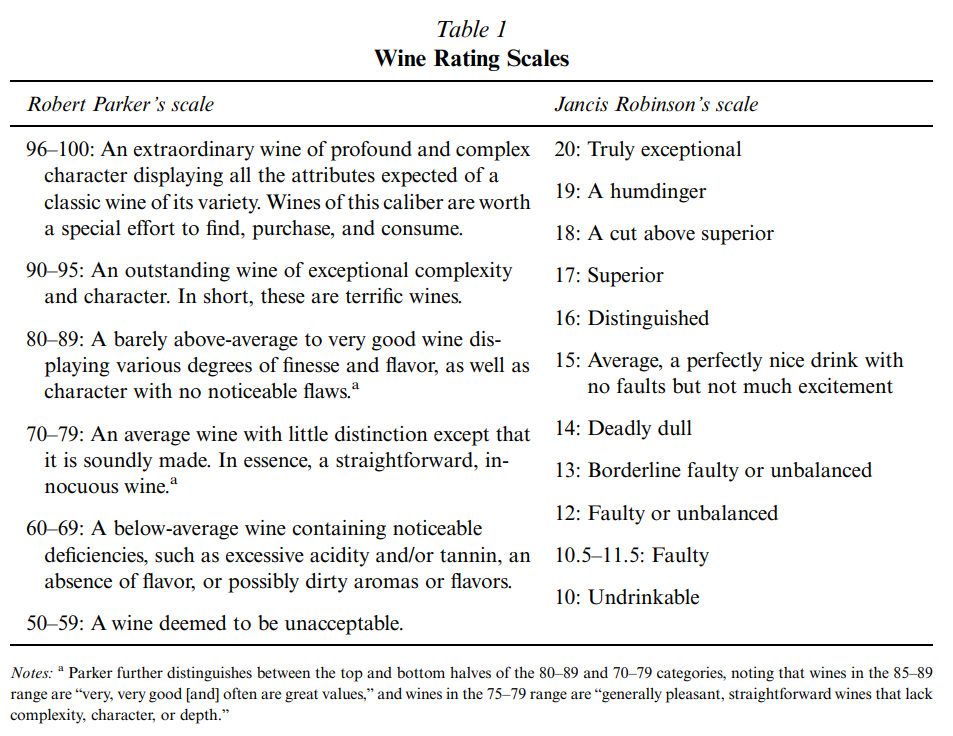 Table 1
Wine Rating Scales
Robert Parker’s scale
Jancis Robinson’s scale
96–100: An extraordinary wine of profound and complex
character displaying all the attributes expected of a
classic wine of its variety. Wines of this caliber are worth
a special effort to find, purchase, and consume.
90–95: An outstanding wine of exceptional complexity
and character. In short, these are terrific wines.
80–89: A barely above-average to very good wine dis-
playing various degrees of finesse and flavor, as well as
character with no noticeable flaws.a
70–79: An average wine with little distinction except that
it is soundly made. In essence, a straightforward, in-
nocuous wine.a
60–69: A below-average wine containing noticeable
deficiencies, such as excessive acidity and/or tannin, an
absence of flavor, or possibly dirty aromas or flavors.
50–59: A wine deemed to be unacceptable.
20: Truly exceptional
19: A humdinger
18: A cut above superior
17: Superior
16: Distinguished
15: Average, a perfectly nice drink with
no faults but not much excitement
14: Deadly dull
13: Borderline faulty or unbalanced
12: Faulty or unbalanced
10.5–11.5: Faulty
10: Undrinkable
Notes: a Parker further distinguishes between the top and bottom halves of the 80–89 and 70–79 categories, noting that wines in the 85–89
range are “very, very good [and] often are great values,” and wines in the 75–79 range are “generally pleasant, straightforward wines that lack
complexity, character, or depth.”